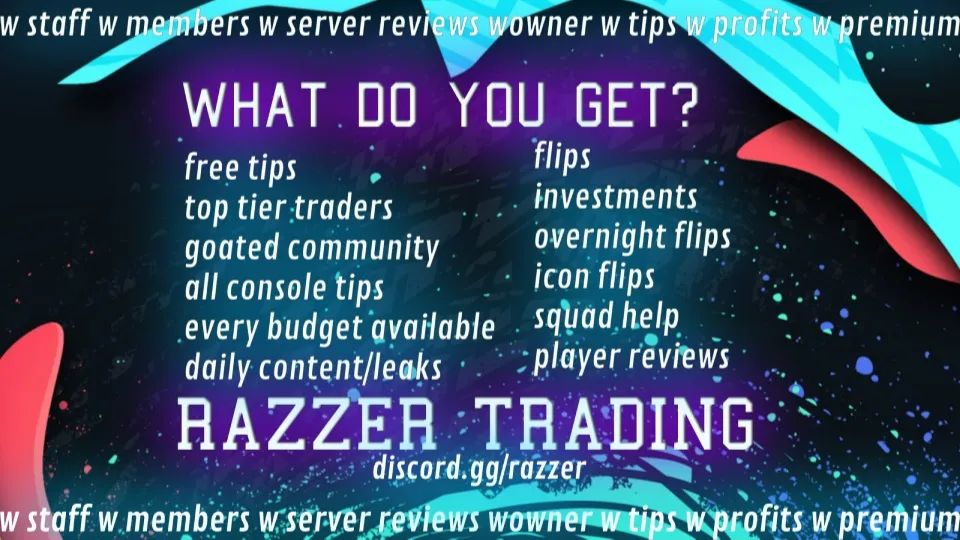 w staff w members w server reviews wowner w tips w profits w premium
WHAT DO YOU GET?
free tips
top tier traders
goated community
all console tips
every budget available
daily content/leaks
flips
investments
overnight flips
icon flips
squad help
player reviews
RAZZER TRADING
discord.gg/razzer
w staff w members w server reviews wowner w tips w profits w premium